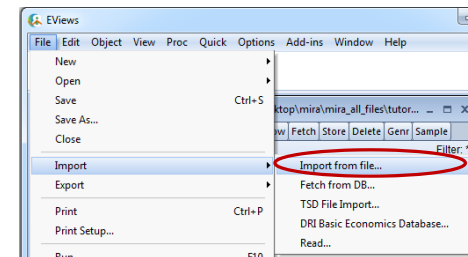 EViews
File Edit Object View Proc Quick Options Add-ins Window Help
New
Open
Save Ctrl+S
Save As...
Close
Import
Export
Print Ctrl+P
Print Setup...
Run F10
ktop\mira\mira_all_files\tutor...
Fetch Store Delete Genr Sample
Filter: *
Import from file...
Fetch from DB...
TSD File Import...
DRI Basic Economics Database...
Read...